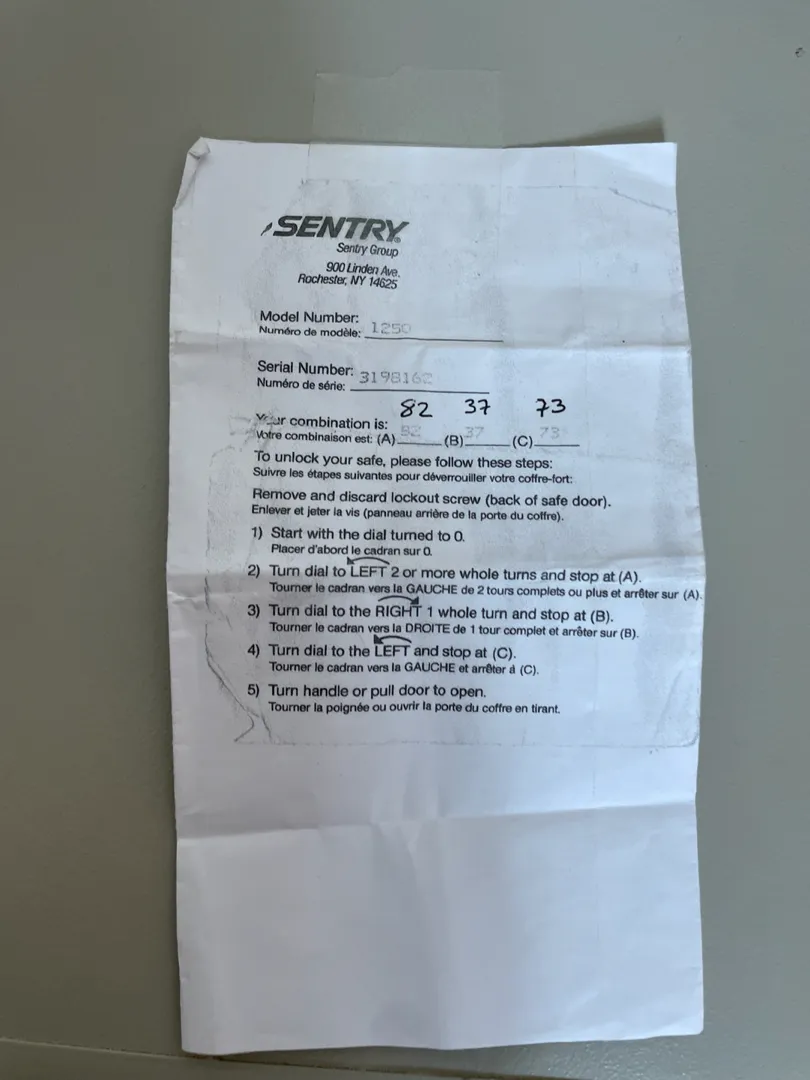 SENTRY®
Sentry Group
900 Linden Ave.
Rochester, NY 14625
Model Number:
Numéro de modèle: 1250
Serial Number:
Numéro de série: 3198162
82 37 73
Your combination is:
Votre combinaison est: (A) 82 (B) 37 (C) 73
To unlock your safe, please follow these steps:
Suivre les étapes suivantes pour déverrouiller votre coffre-fort:
Remove and discard lockout screw (back of safe door).
Enlever et jeter la vis (panneau arrière de la porte du coffre).
1) Start with the dial turned to 0.
Placer d'abord le cadran sur 0.
2) Turn dial to LEFT 2 or more whole turns and stop at (A).
Tourner le cadran vers la GAUCHE de 2 tours complets ou plus et arrêter sur (A).
3) Turn dial to the RIGHT 1 whole turn and stop at (B).
Tourner le cadran vers la DROITE de 1 tour complet et arrêter sur (B).
4) Turn dial to the LEFT and stop at (C).
Tourner le cadran vers la GAUCHE et arrêter à (C).
5) Turn handle or pull door to open.
Tourner la poignée ou ouvrir la porte du coffre en tirant.